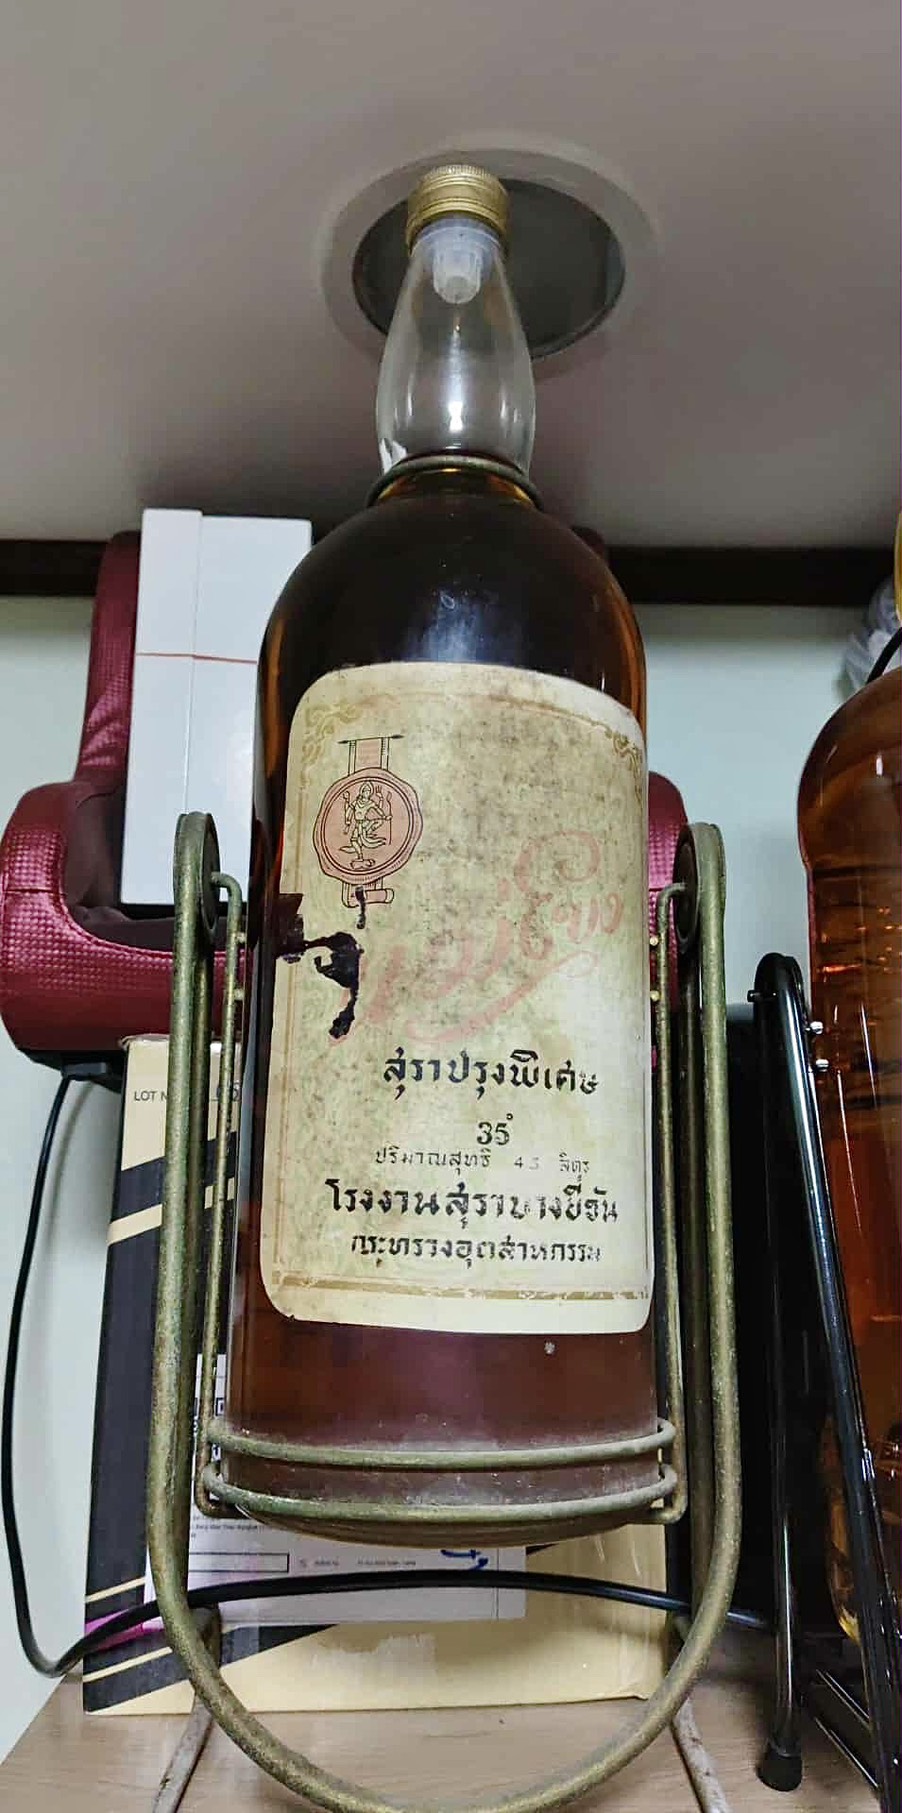 แม่โขง
สุราปรุงพิเศษ
35°
ปริมาณสุทธิ 4.5 ลิตร
โรงงานสุราบางยี่ขัน
กระทรวงอุตสาหกรรม
LOT N